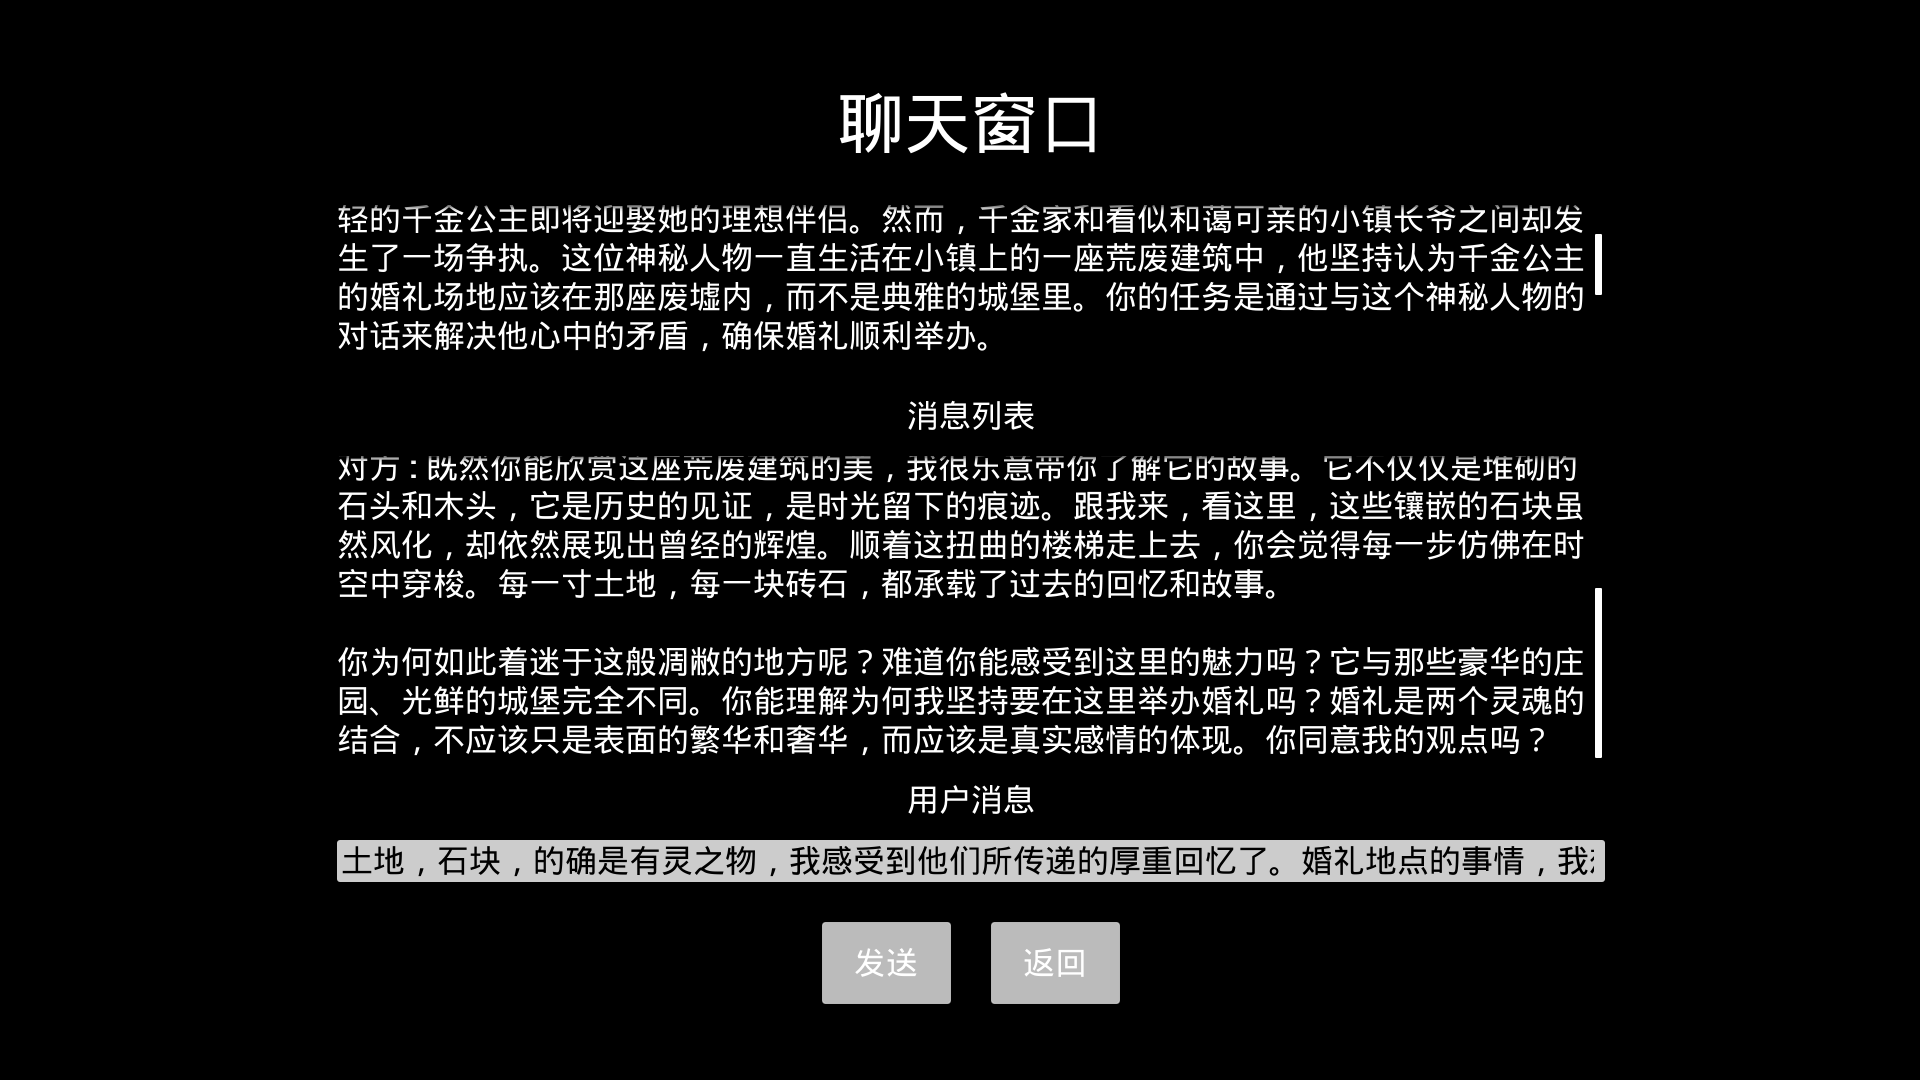 聊天窗口
轻的千金公主即将迎娶她的理想伴侣。然而，千金家和看似和蔼可亲的小镇长爷之间却发
生了一场争执。这位神秘人物一直生活在小镇上的一座荒废建筑中，他坚持认为千金公主
的婚礼场地应该在那座废墟内，而不是典雅的城堡里。你的任务是通过与这个神秘人物的
对话来解决他心中的矛盾，确保婚礼顺利举办。
消息列表
对方：既然你能欣赏这座荒废建筑的美，我很乐意带你了解它的故事。它不仅仅是堆砌的
石头和木头，它是历史的见证，是时光留下的痕迹。跟我来，看这里，这些镶嵌的石块虽
然风化，却依然展现出曾经的辉煌。顺着这扭曲的楼梯走上去，你会觉得每一步仿佛在时
空中穿梭。每一寸土地，每一块砖石，都承载了过去的回忆和故事。
你为何如此着迷于这般凋敝的地方呢？难道你能感受到这里的魅力吗？它与那些豪华的庄
园、光鲜的城堡完全不同。你能理解为何我坚持要在这里举办婚礼吗？婚礼是两个灵魂的
结合，不应该只是表面的繁华和奢华，而应该是真实感情的体现。你同意我的观点吗？
用户消息
土地，石块，的确是有灵之物，我感受到他们所传递的厚重回忆了。婚礼地点的事情，我
发送
返回